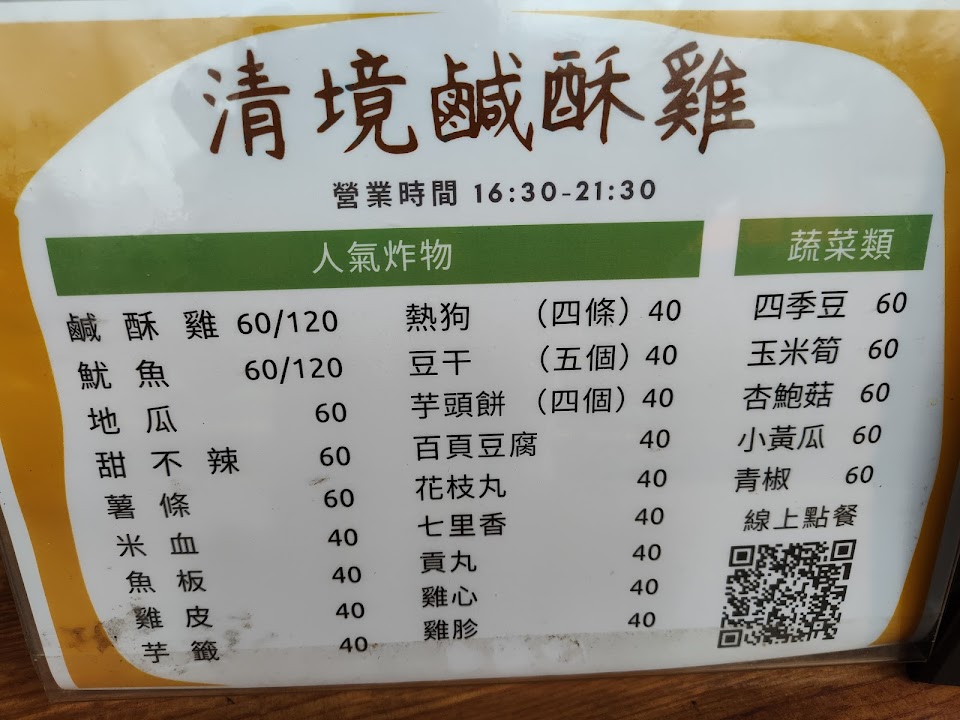 清境鹹酥雞
營業時間 16:30-21:30
人氣炸物
鹹酥雞 60/120
魷魚 60/120
地瓜 60
甜不辣 60
薯條 60
米血 40
魚板 40
雞皮 40
芋籤 40
熱狗 (四條) 40
豆干 (五個) 40
芋頭餅 (四個) 40
百頁豆腐 40
花枝丸 40
七里香 40
貢丸 40
雞心 40
雞胗 40
蔬菜類
四季豆 60
玉米筍 60
杏鮑菇 60
小黃瓜 60
青椒 60
線上點餐